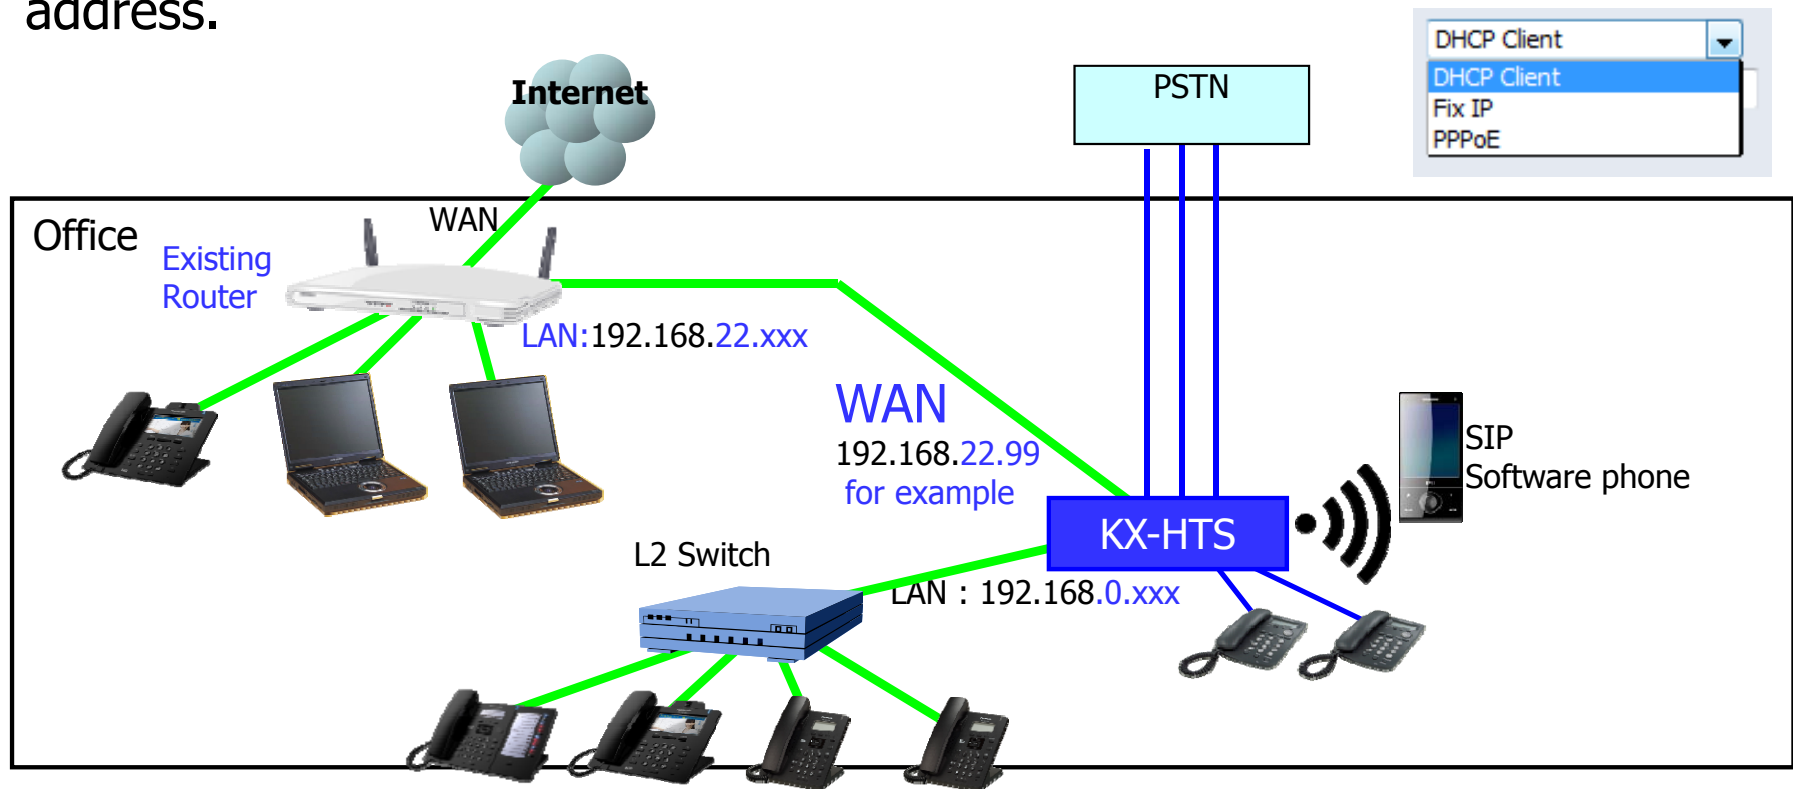 address.
DHCP Client
DHCP Client
Fix IP
PPPoE
Internet
PSTN
Office
WAN
Existing
Router
LAN:192.168.22.xxx
WAN
192.168.22.99
for example
SIP
Software phone
KX-HTS
L2 Switch
LAN : 192.168.0.xxx